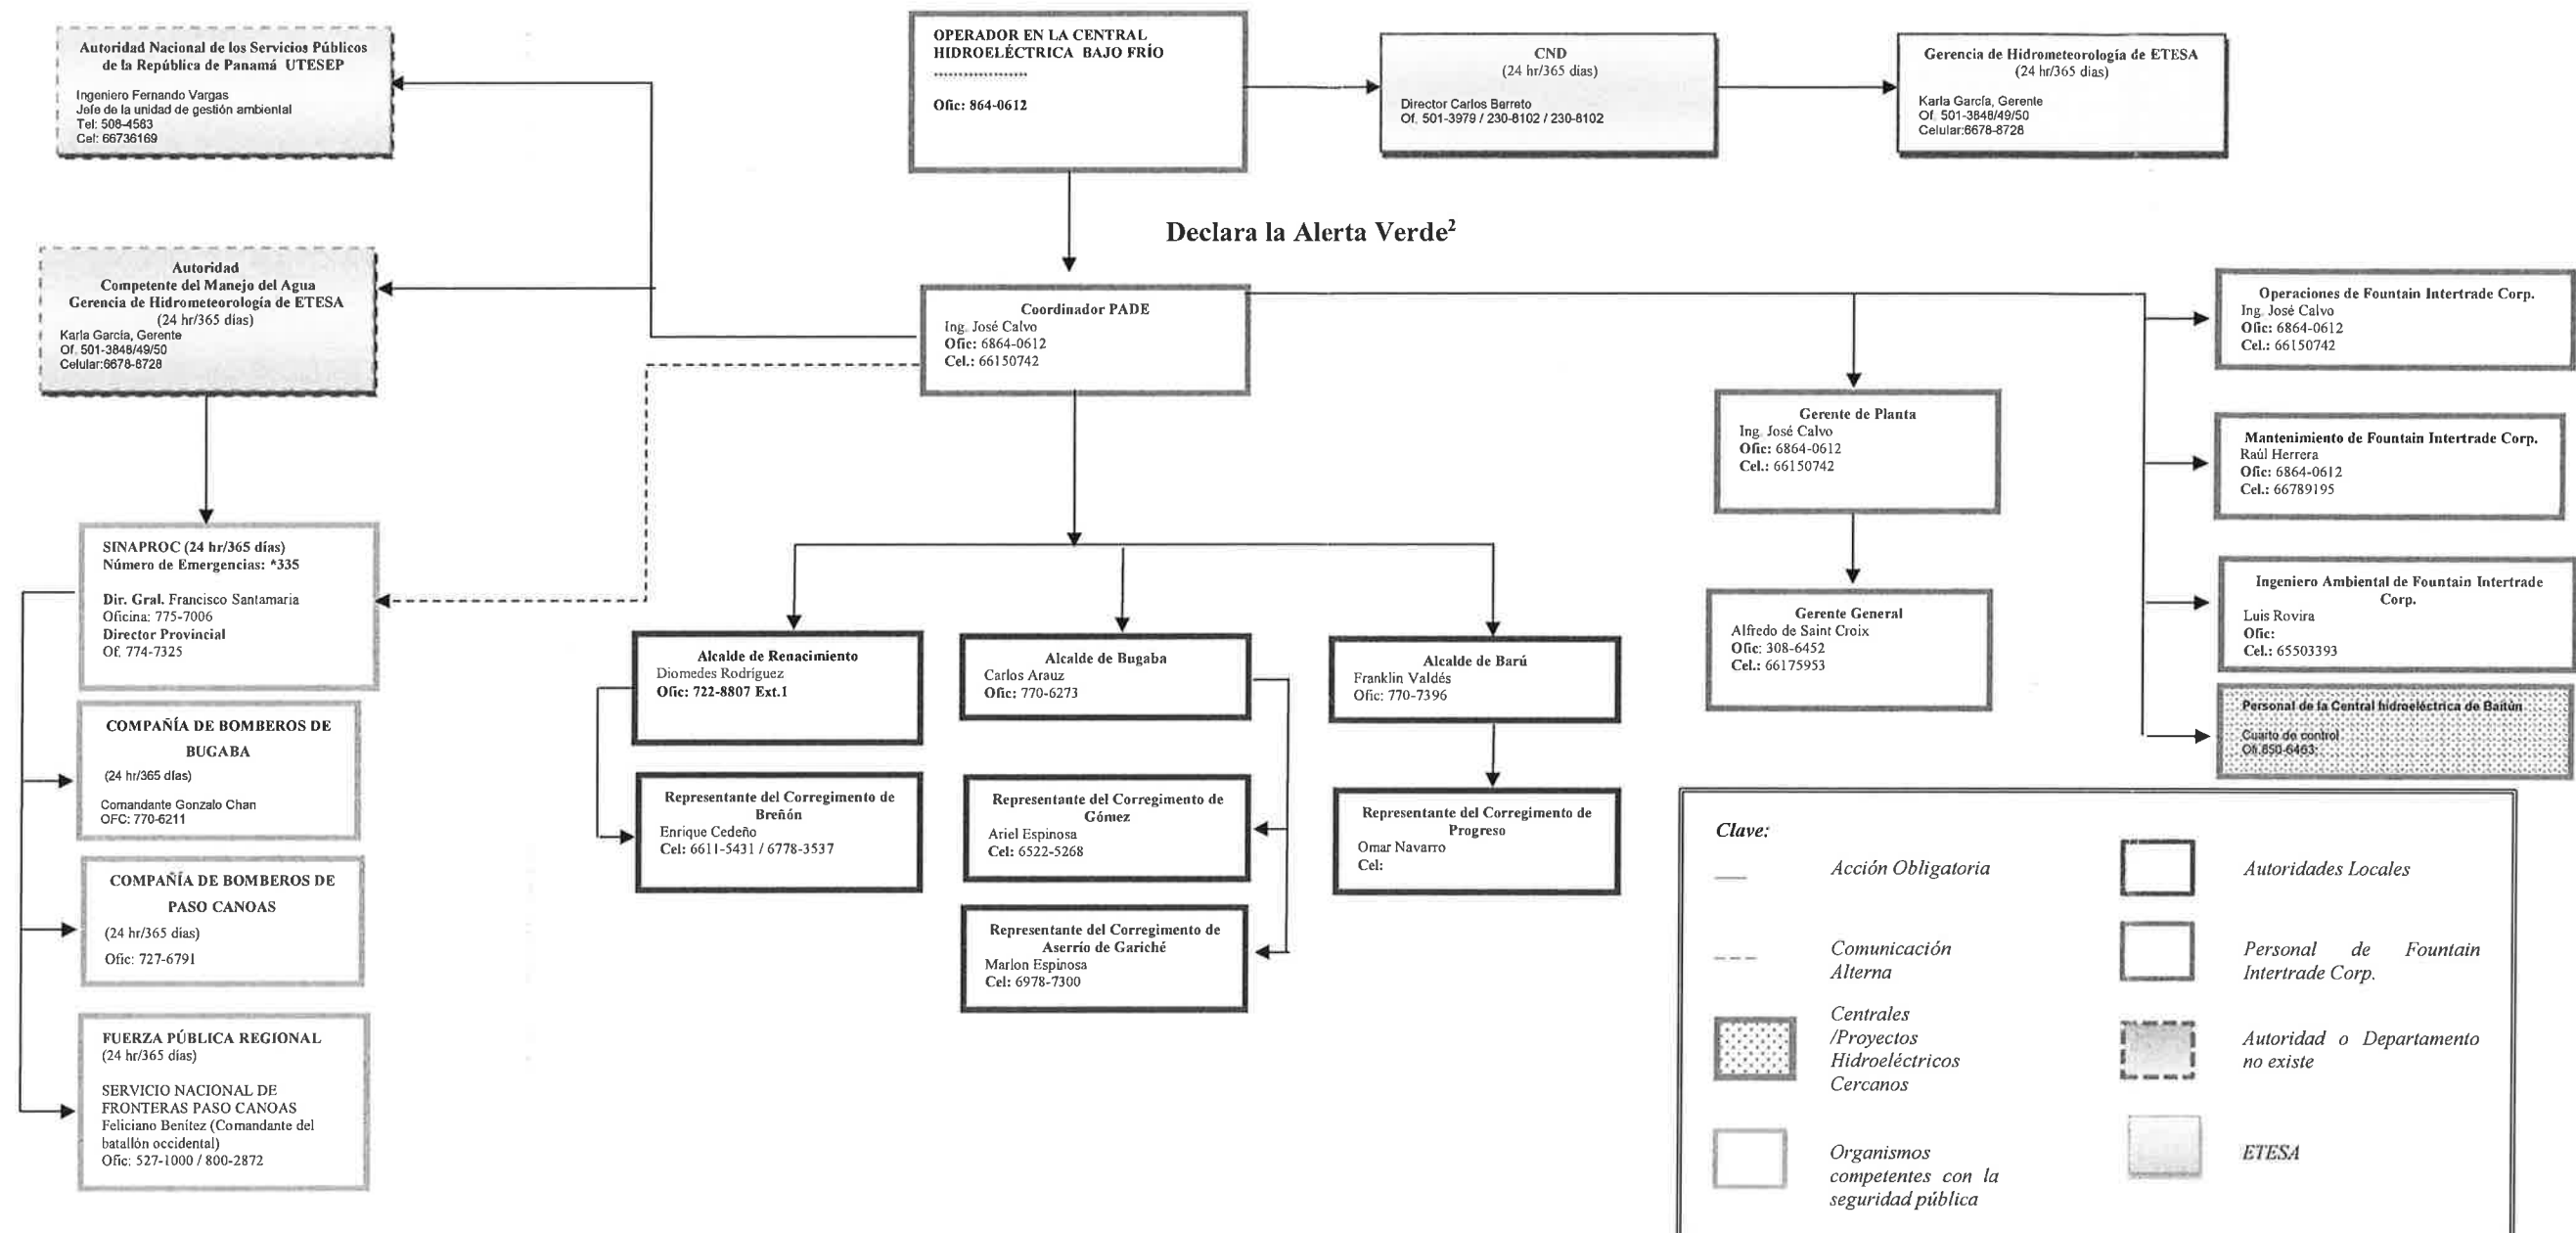 Autoridad Nacional de los Servicios Públicos
de la República de Panamá UTESEP
Ingeniero Fernando Vargas
Jefe de la unidad de gestión ambiental
Tel: 508-4583
Cel: 66736169
OPERADOR EN LA CENTRAL
HIDROELÉCTRICA BAJO FRÍO
...................
Ofic: 864-0612
CND
(24 hr/365 días)
Director Carlos Barreto
Of. 501-3979 / 230-8102 / 230-8102
Gerencia de Hidrometeorología de ETESA
(24 hr/365 días)
Karla García, Gerente
Of. 501-3848/49/50
Celular:6678-8728
Declara la Alerta Verde²
Autoridad
Competente del Manejo del Agua
Gerencia de Hidrometeorología de ETESA
(24 hr/365 días)
Karla García, Gerente
Of. 501-3848/49/50
Celular:6678-8728
Coordinador PADE
Ing. José Calvo
Ofic: 6864-0612
Cel.: 66150742
Operaciones de Fountain Intertrade Corp.
Ing. José Calvo
Ofic: 6864-0612
Cel.: 66150742
Gerente de Planta
Ing. José Calvo
Ofic: 6864-0612
Cel.: 66150742
Mantenimiento de Fountain Intertrade Corp.
Raúl Herrera
Ofic: 6864-0612
Cel.: 66789195
SINAPROC (24 hr/365 días)
Número de Emergencias: *335
Dir. Gral. Francisco Santamaria
Oficina: 775-7006
Director Provincial
Of. 774-7325
Ingeniero Ambiental de Fountain Intertrade
Corp.
Luis Rovira
Ofic:
Cel.: 65503393
Gerente General
Alfredo de Saint Croix
Ofic: 308-6452
Cel.: 66175953
Alcalde de Renacimiento
Diomedes Rodríguez
Ofic: 722-8807 Ext.1
Alcalde de Bugaba
Carlos Arauz
Ofic: 770-6273
Alcalde de Barú
Franklin Valdés
Ofic: 770-7396
Personal de la Central hidroeléctrica de Baitún
Cuarto de control
Ofi.850-6463:
COMPAÑÍA DE BOMBEROS DE
BUGABA
(24 hr/365 días)
Comandante Gonzalo Chan
OFC: 770-6211
Representante del Corregimento de
Breñón
Enrique Cedeño
Cel: 6611-5431 / 6778-3537
Representante del Corregimento de
Gómez
Ariel Espinosa
Cel: 6522-5268
Representante del Corregimento de
Progreso
Omar Navarro
Cel:
COMPAÑÍA DE BOMBEROS DE
PASO CANOAS
(24 hr/365 días)
Ofic: 727-6791
Representante del Corregimento de
Aserrío de Gariché
Marlon Espinosa
Cel: 6978-7300
FUERZA PÚBLICA REGIONAL
(24 hr/365 días)
SERVICIO NACIONAL DE
FRONTERAS PASO CANOAS
Feliciano Benítez (Comandante del
batallón occidental)
Ofic: 527-1000 / 800-2872
Clave:
Acción Obligatoria
Autoridades Locales
Comunicación
Alterna
Personal de Fountain
Intertrade Corp.
Centrales
/Proyectos
Hidroeléctricos
Cercanos
Autoridad o Departamento
no existe
Organismos
competentes con la
seguridad pública
ETESA